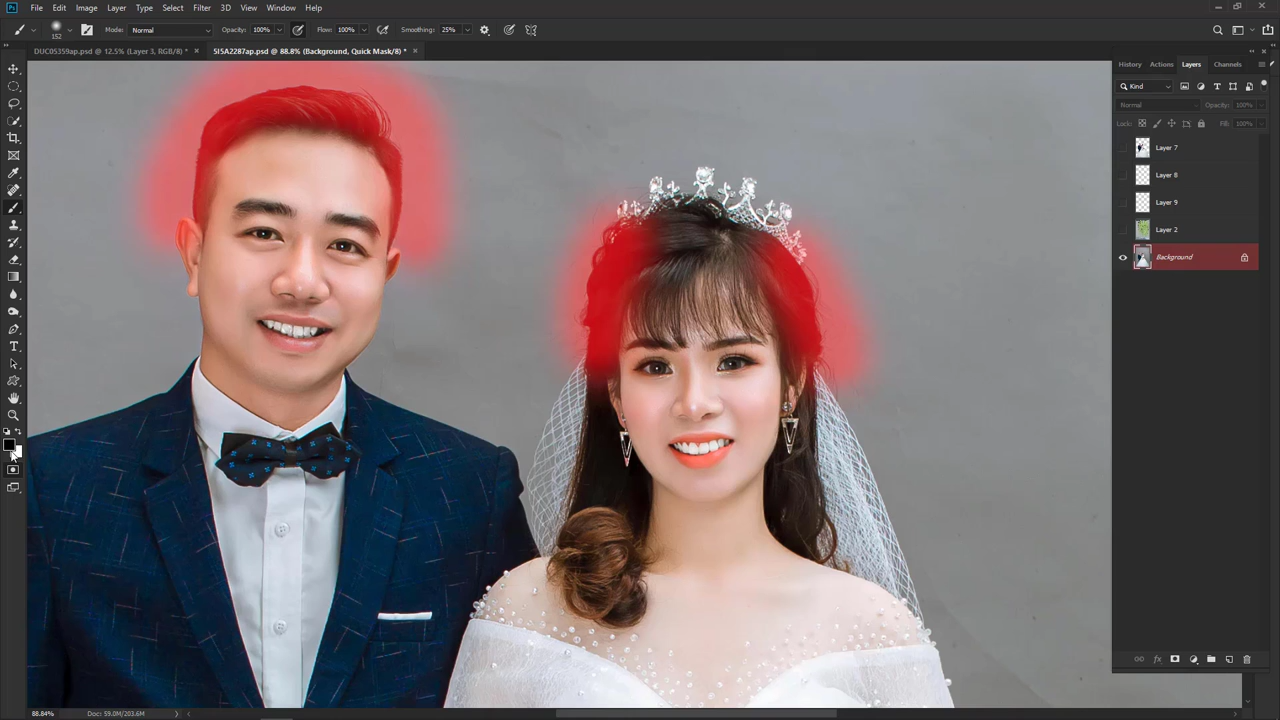 File Edit Image Layer Type Select Filter 3D View Window Help
152 Mode: Normal Opacity: 100% Flow: 100% Smoothing: 25%
DUC05359ap.psd @ 12.5% (Layer 3, RGB/8) * × 5I5A2287ap.psd @ 88.8% (Background, Quick Mask/8) * ×
History Actions Layers Channels
Kind
Normal Opacity: 100%
Lock: Fill: 100%
Layer 7
Layer 8
Layer 9
Layer 2
Background
88.84% Doc: 59.0M/203.6M